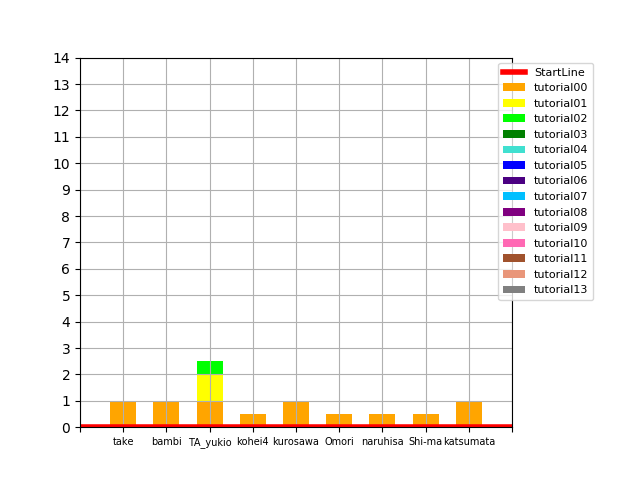 14
13
12
11
10
9
8
7
6
5
4
3
2
1
0
take bambi TA_yukio kohei4 kurosawa Omori naruhisa Shi-ma katsumata
StartLine
tutorial00
tutorial01
tutorial02
tutorial03
tutorial04
tutorial05
tutorial06
tutorial07
tutorial08
tutorial09
tutorial10
tutorial11
tutorial12
tutorial13